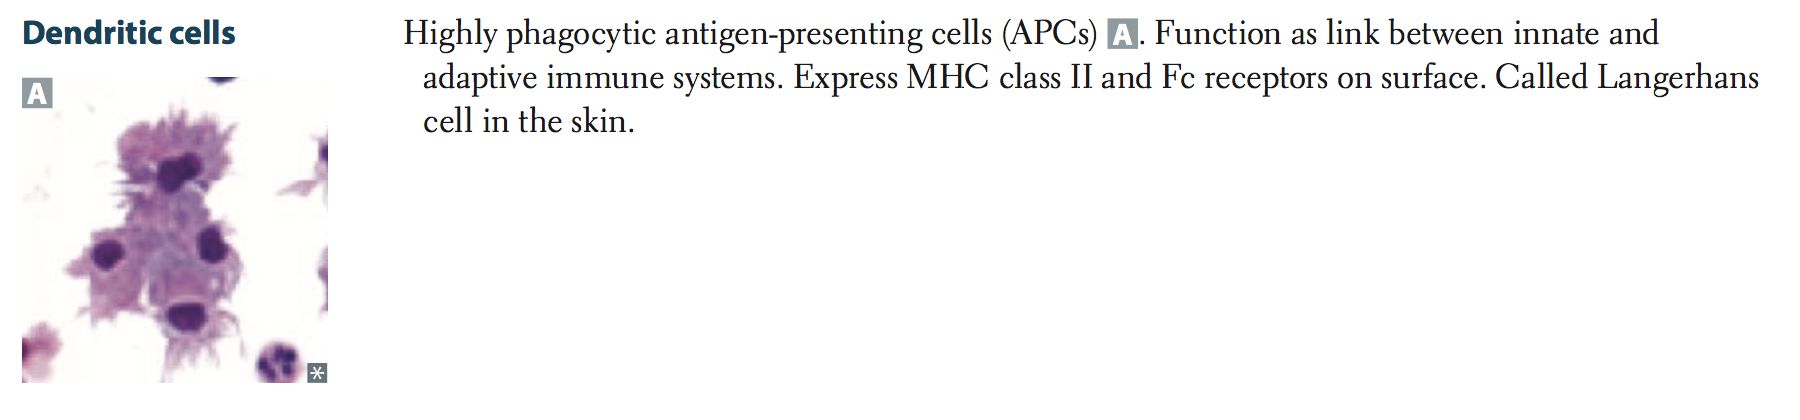 Dendritic cells
Highly phagocytic antigen-presenting cells (APCs) A. Function as link between innate and
adaptive immune systems. Express MHC class II and Fc receptors on surface. Called Langerhans
cell in the skin.
A
*